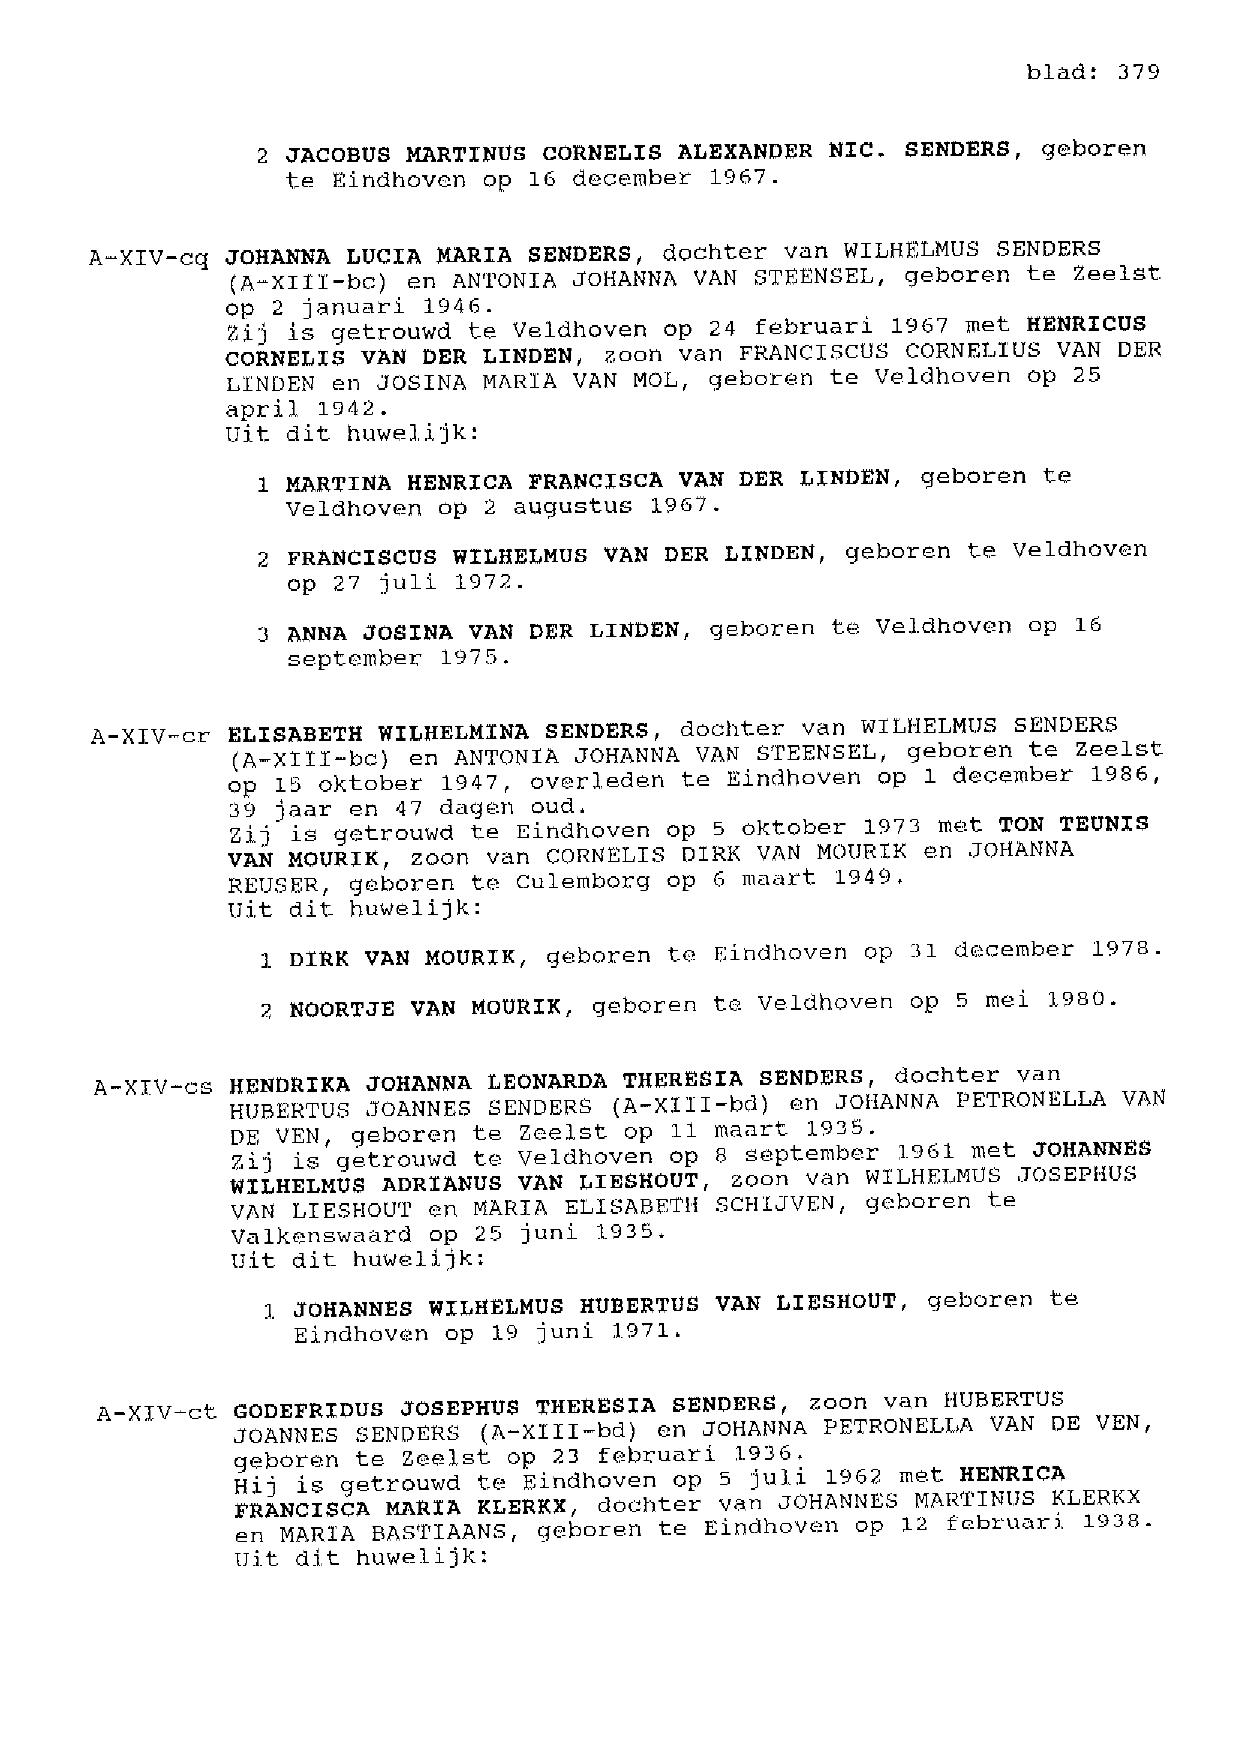 blad: 379
2 JACOBUS MARTINUS CORNELIS ALEXANDER NIC. SENDERS, geboren
te Eindhoven op 16 december 1967.
A-XIV-cq JOHANNA LUCIA MARIA SENDERS, dochter van WILHELMUS SENDERS
(A-XIII-bc) en ANTONIA JOHANNA VAN STEENSEL, geboren te Zeelst
op 2 januari 1946.
Zij is getrouwd te Veldhoven op 24 februari 1967 met HENRICUS
CORNELIS VAN DER LINDEN, zoon van FRANCISCUS CORNELIUS VAN DER
LINDEN en JOSINA MARIA VAN MOL, geboren te Veldhoven op 25
april 1942.
Uit dit huwelijk:
1 MARTINA HENRICA FRANCISCA VAN DER LINDEN, geboren te
Veldhoven op 2 augustus 1967.
2 FRANCISCUS WILHELMUS VAN DER LINDEN, geboren te Veldhoven
op 27 juli 1972.
3 ANNA JOSINA VAN DER LINDEN, geboren te Veldhoven op 16
september 1975.
A-XIV-cr ELISABETH WILHELMINA SENDERS, dochter van WILHELMUS SENDERS
(A-XIII-bc) en ANTONIA JOHANNA VAN STEENSEL, geboren te Zeelst
op 15 oktober 1947, overleden te Eindhoven op 1 december 1986,
39 jaar en 47 dagen oud.
Zij is getrouwd te Eindhoven op 5 oktober 1973 met TON TEUNIS
VAN MOURIK, zoon van CORNELIS DIRK VAN MOURIK en JOHANNA
REUSER, geboren te Culemborg op 6 maart 1949.
Uit dit huwelijk:
1 DIRK VAN MOURIK, geboren te Eindhoven op 31 december 1978.
2 NOORTJE VAN MOURIK, geboren te Veldhoven op 5 mei 1980.
A-XIV-cs HENDRIKA JOHANNA LEONARDA THERESIA SENDERS, dochter van
HUBERTUS JOANNES SENDERS (A-XIII-bd) en JOHANNA PETRONELLA VAN
DE VEN, geboren te Zeelst op 11 maart 1935.
Zij is getrouwd te Veldhoven op 8 september 1961 met JOHANNES
WILHELMUS ADRIANUS VAN LIESHOUT, zoon van WILHELMUS JOSEPHUS
VAN LIESHOUT en MARIA ELISABETH SCHIJVEN, geboren te
Valkenswaard op 25 juni 1935.
Uit dit huwelijk:
1 JOHANNES WILHELMUS HUBERTUS VAN LIESHOUT, geboren te
Eindhoven op 19 juni 1971.
A-XIV-ct GODEFRIDUS JOSEPHUS THERESIA SENDERS, zoon van HUBERTUS
JOANNES SENDERS (A-XIII-bd) en JOHANNA PETRONELLA VAN DE VEN,
geboren te Zeelst op 23 februari 1936.
Hij is getrouwd te Eindhoven op 5 juli 1962 met HENRICA
FRANCISCA MARIA KLERKX, dochter van JOHANNES MARTINUS KLERKX
en MARIA BASTIAANS, geboren te Eindhoven op 12 februari 1938.
Uit dit huwelijk: